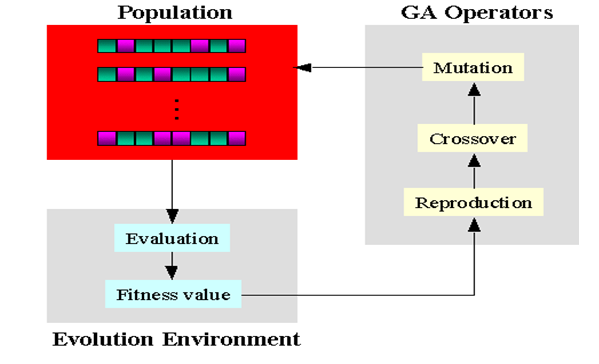 Population
GA Operators
Mutation
Crossover
Reproduction
Evaluation
Fitness value
Evolution Environment